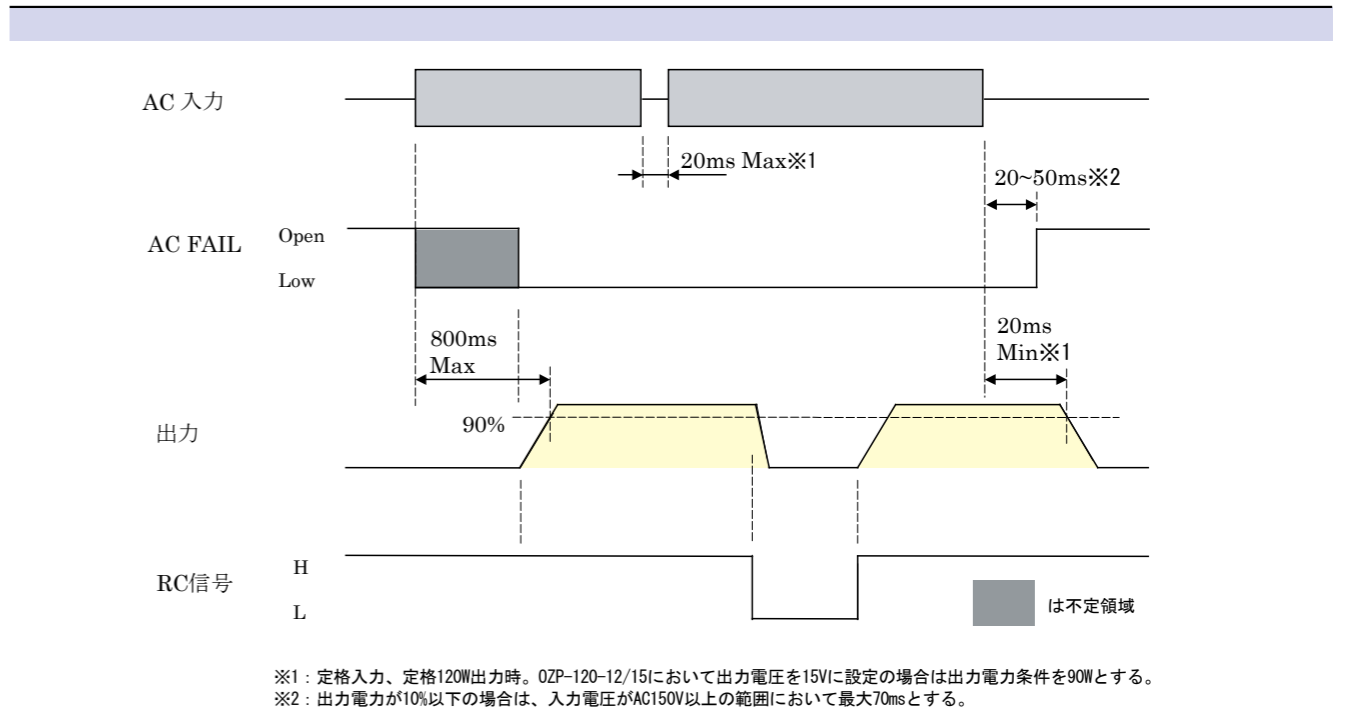 AC 入力
20ms Max※1
20~50ms※2
AC FAIL
Open
Low
800ms
Max
20ms
Min※1
90%
出力
RC信号
H
L
は不定領域
※1：定格入力、定格120W出力時。OZP-120-12/15において出力電圧を15Vに設定の場合は出力電力条件を90Wとする。
※2：出力電力が10%以下の場合は、入力電圧がAC150V以上の範囲において最大70msとする。